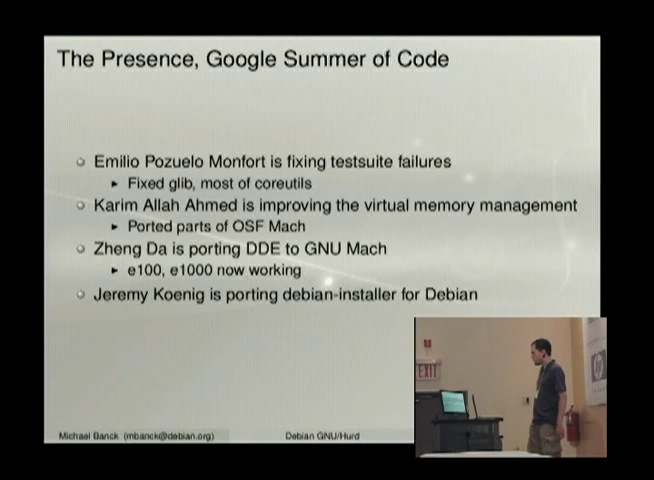 The Presence, Google Summer of Code
Emilio Pozuelo Monfort is fixing testsuite failures
Fixed glib, most of coreutils
Karim Allah Ahmed is improving the virtual memory management
Ported parts of OSF Mach
Zheng Da is porting DDE to GNU Mach
e100, e1000 now working
Jeremy Koenig is porting debian-installer for Debian
EXIT
hp
Michael Banck (mbanck@debian.org) Debian GNU/Hurd